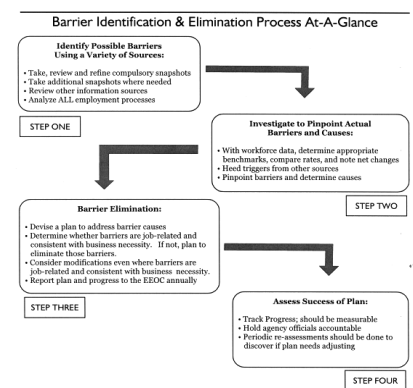 Barrier Identification & Elimination Process At-A-Glance
Identify Possible Barriers
Using a Variety of Sources:
• Take, review and refine compulsory snapshots
• Take additional snapshots where needed
• Review other information sources
• Analyze ALL employment processes
STEP ONE
Investigate to Pinpoint Actual
Barriers and Causes:
• With workforce data, determine appropriate
benchmarks, compare rates, and note net changes
• Heed triggers from other sources
• Pinpoint barriers and determine causes
STEP TWO
Barrier Elimination:
• Devise a plan to address barrier causes
• Determine whether barriers are job-related and
consistent with business necessity.  If not, plan to
eliminate those barriers.
• Consider modifications even where barriers are
job-related and consistent with business necessity.
• Report plan and progress to the EEOC annually
STEP THREE
Assess Success of Plan:
• Track Progress; should be measurable
• Hold agency officials accountable
• Periodic re-assessments should be done to
discover if plan needs adjusting
STEP FOUR